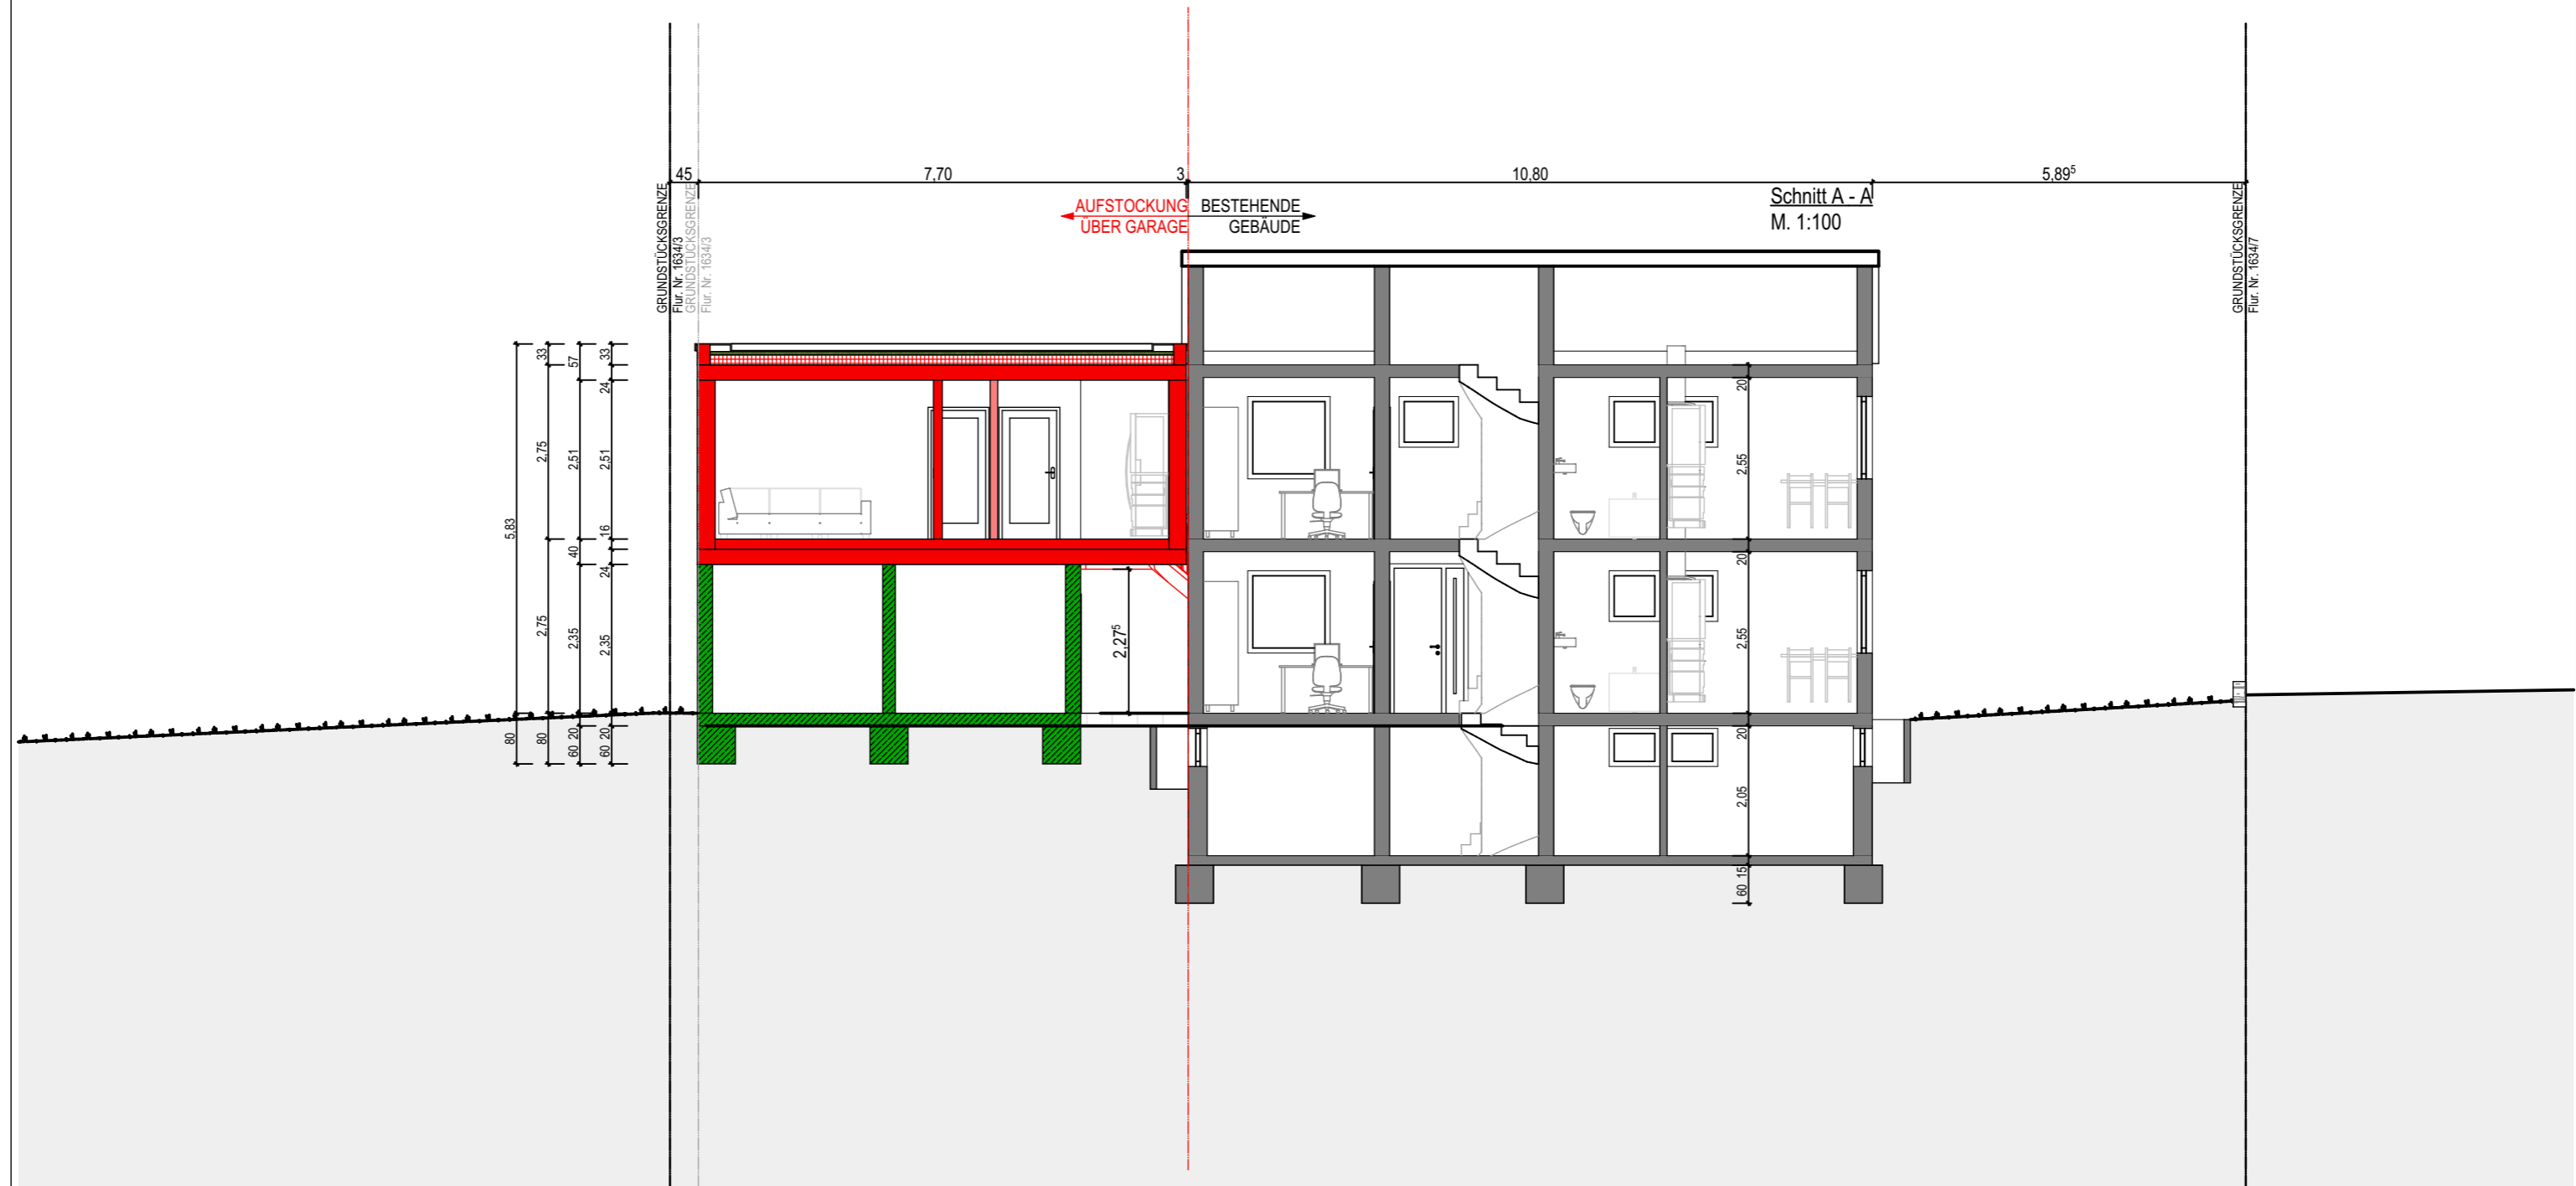 45
7,70
3
10,80
5,89⁵
Schnitt A - A
M. 1:100
AUFSTOCKUNG
ÜBER GARAGE
BESTEHENDE
GEBÄUDE
GRUNDSTÜCKSGRENZE
Flur. Nr. 1634/3
GRUNDSTÜCKSGRENZE
Flur. Nr. 1634/3
GRUNDSTÜCKSGRENZE
Flur. Nr. 1634/7
5,83
80
33
2,75
2,75
80
57
2,51
40
2,35
20
60
33
24
2,51
16
24
2,35
20
60
2,27⁵
20
2,55
20
2,55
20
2,05
15
60